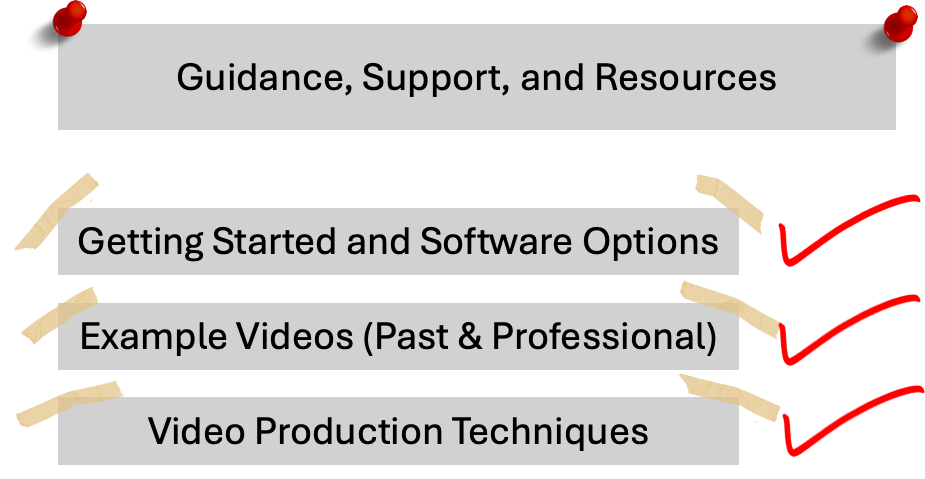 Guidance, Support, and Resources
Getting Started and Software Options
Example Videos (Past & Professional)
Video Production Techniques